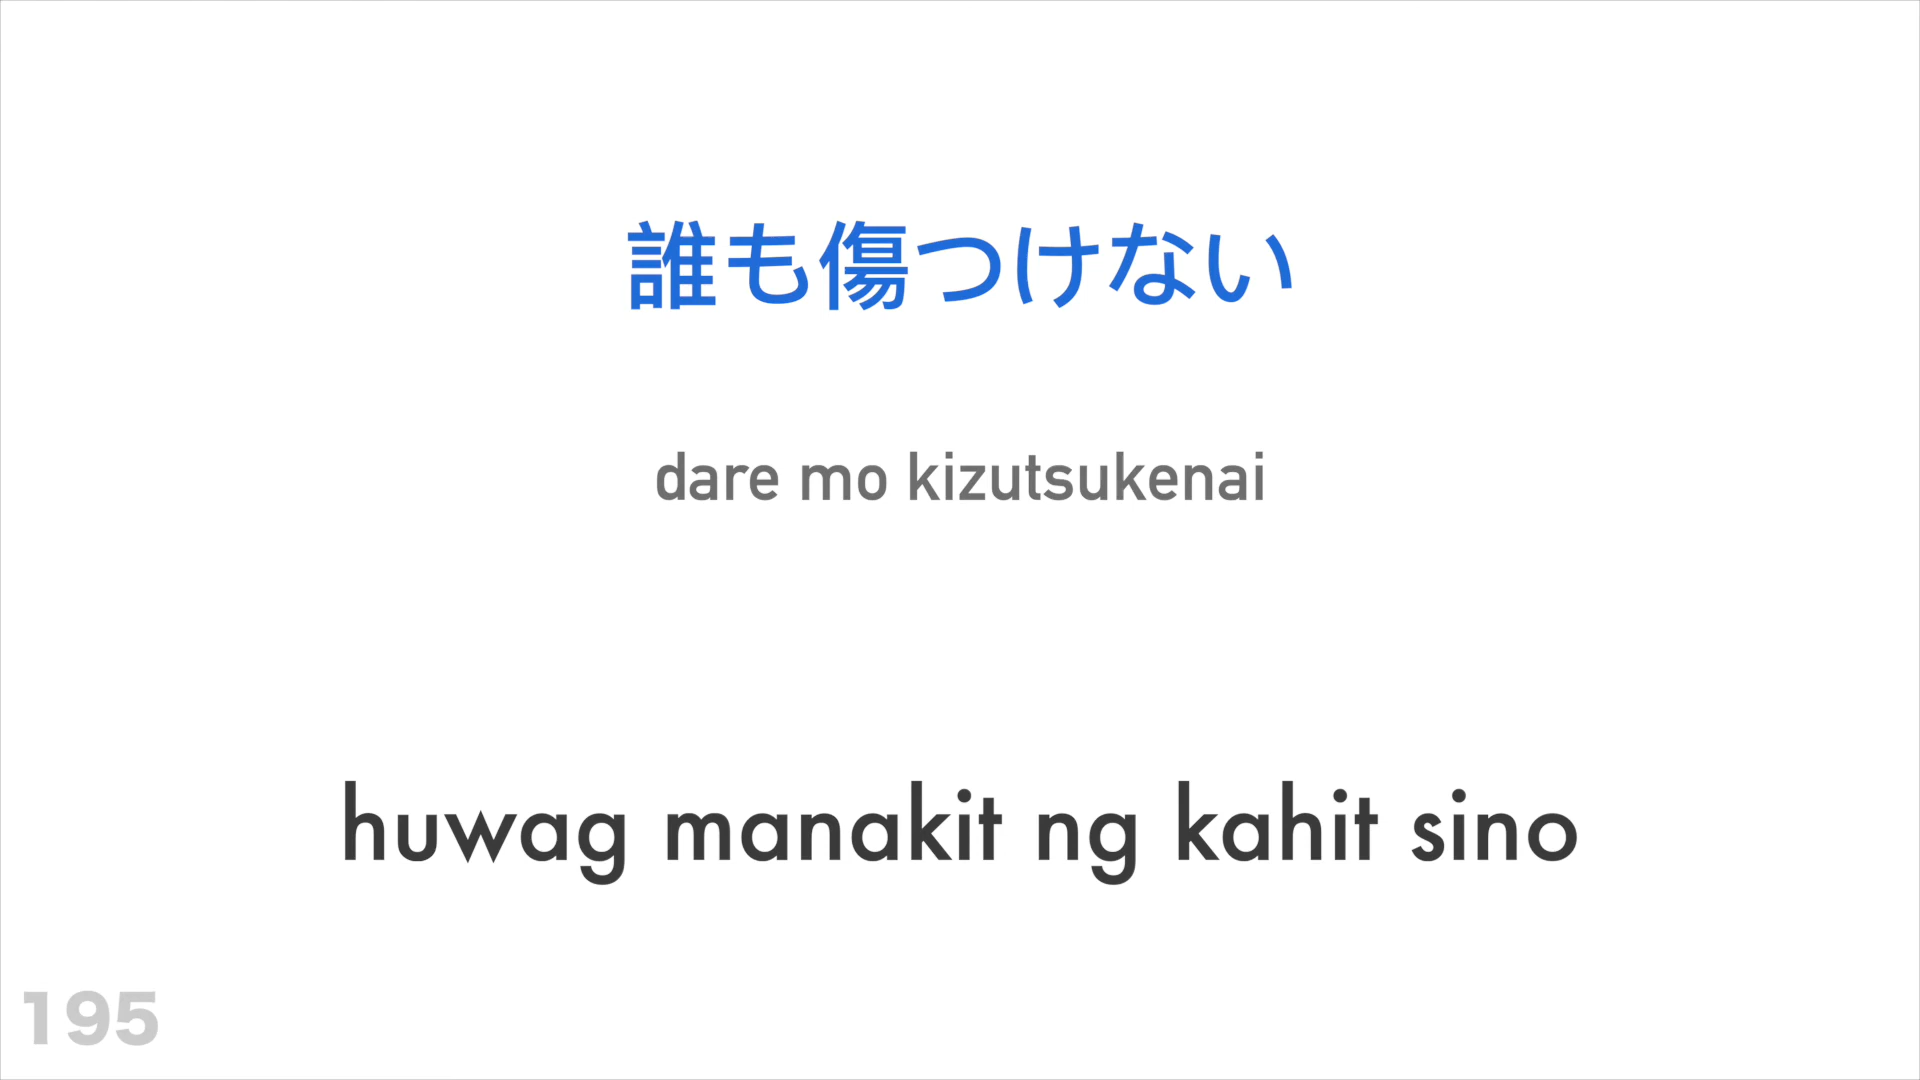 誰も傷つけない
dare mo kizutsukenai
huwag manakit ng kahit sino
195